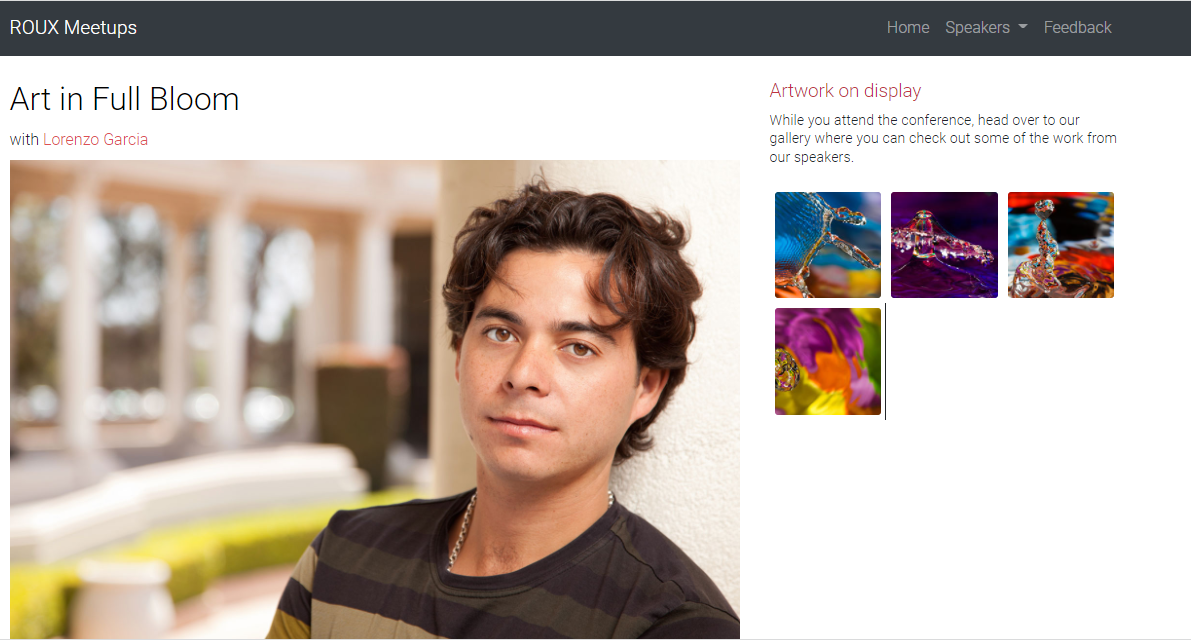 ROUX Meetups
Home Speakers Feedback
Art in Full Bloom
with Lorenzo Garcia
Artwork on display
While you attend the conference, head over to our
gallery where you can check out some of the work from
our speakers.